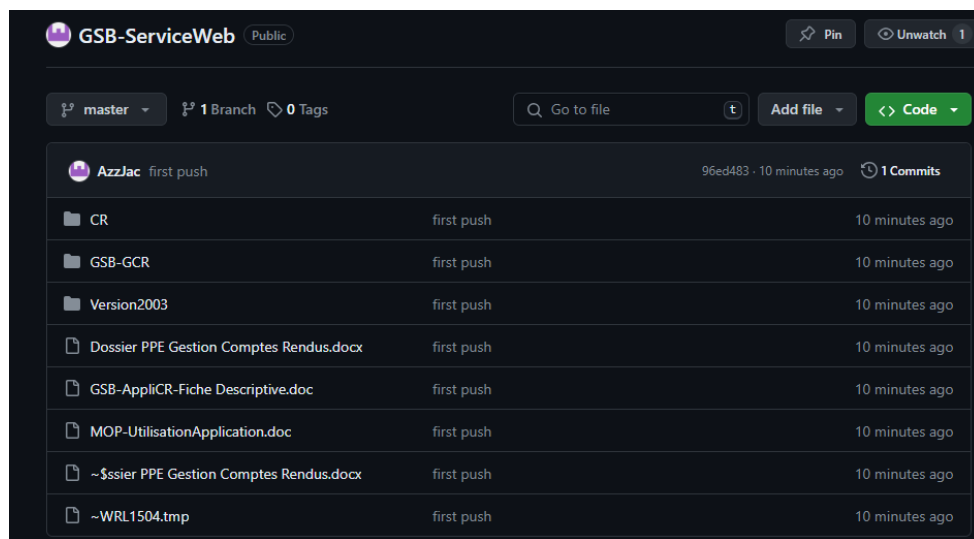 GSB-ServiceWeb Public Pin Unwatch 1
master 1 Branch 0 Tags Go to file t Add file <> Code
AzzJac first push 96ed483 · 10 minutes ago 1 Commits
CR first push 10 minutes ago
GSB-GCR first push 10 minutes ago
Version2003 first push 10 minutes ago
Dossier PPE Gestion Comptes Rendus.docx first push 10 minutes ago
GSB-AppliCR-Fiche Descriptive.doc first push 10 minutes ago
MOP-UtilisationApplication.doc first push 10 minutes ago
~$ssier PPE Gestion Comptes Rendus.docx first push 10 minutes ago
~WRL1504.tmp first push 10 minutes ago